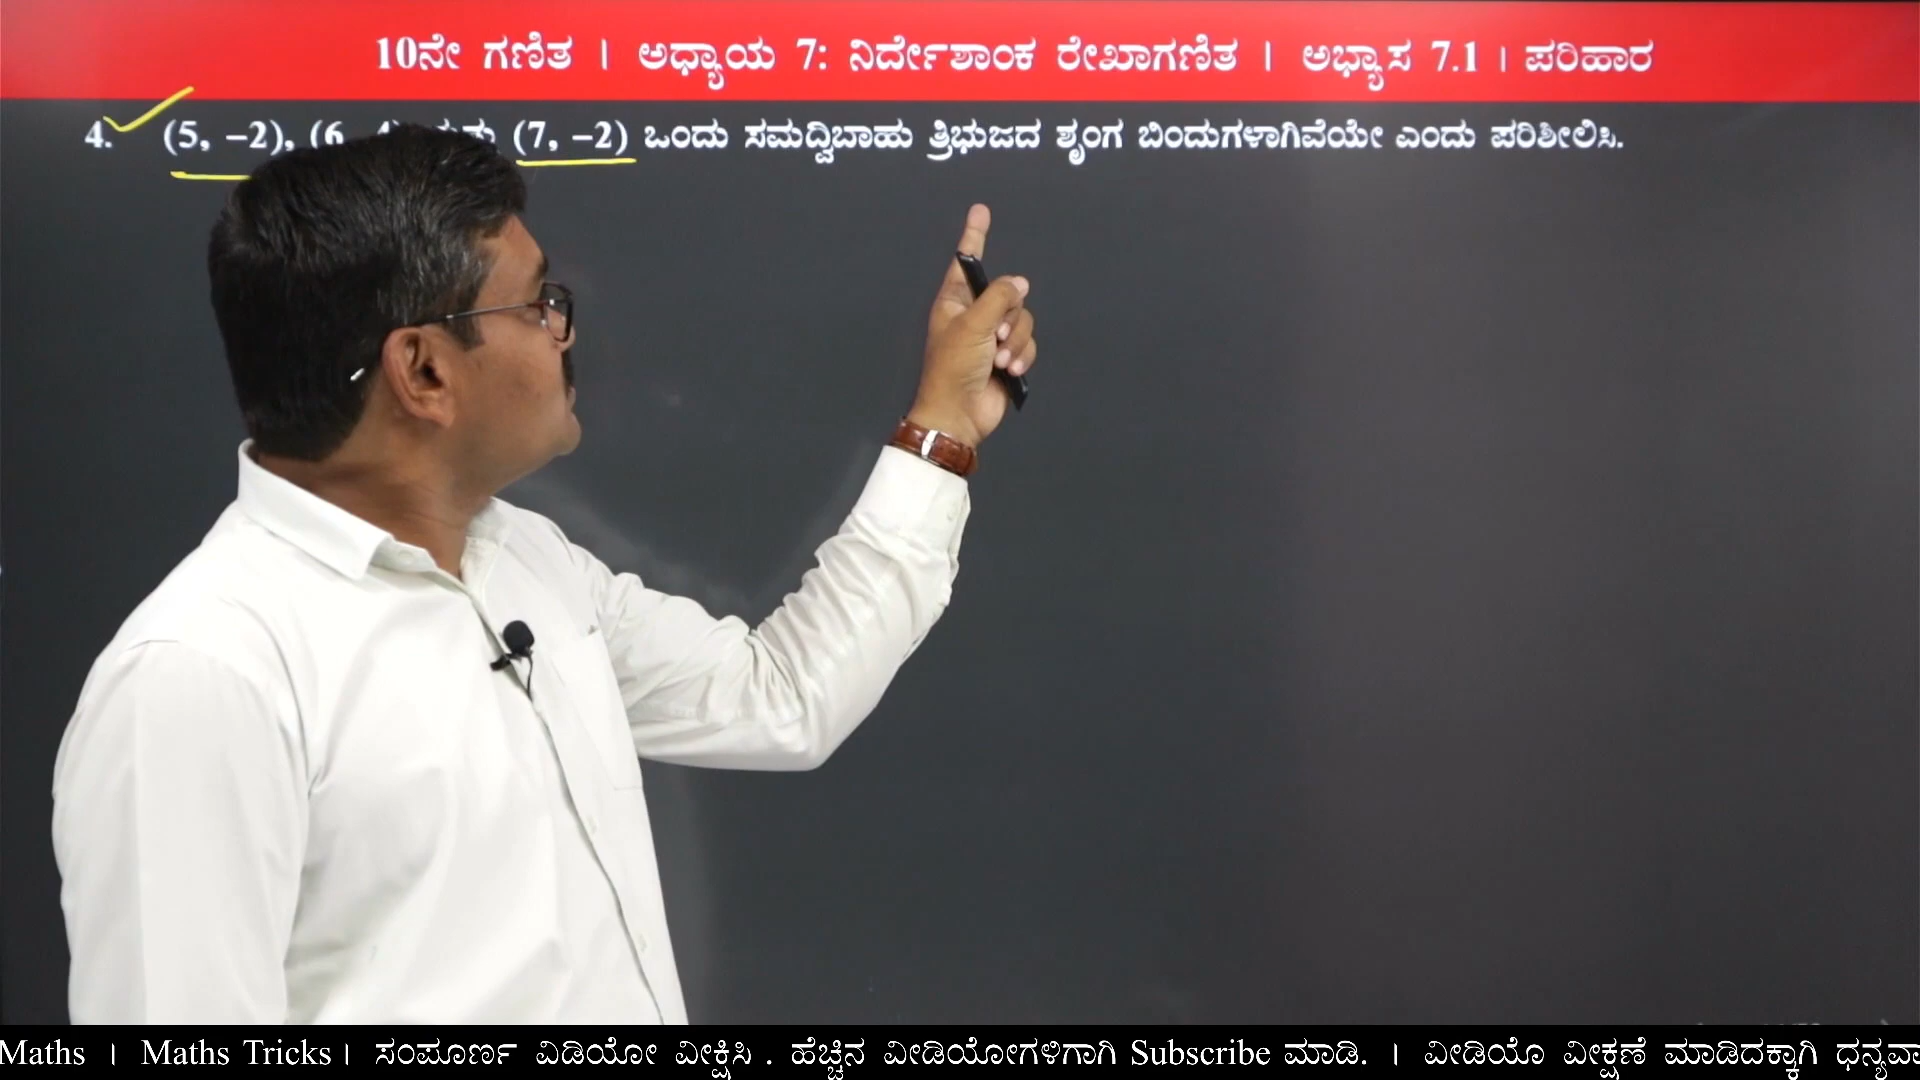 10ನೇ ಗಣಿತ । ಅಧ್ಯಾಯ 7: ನಿರ್ದೇಶಾಂಕ ರೇಖಾಗಣಿತ । ಅಭ್ಯಾಸ 7.1 । ಪರಿಹಾರ
4. (5, –2), (6, (7, –2) ಒಂದು ಸಮದ್ವಿಬಾಹು ತ್ರಿಭುಜದ ಶೃಂಗ ಬಿಂದುಗಳಾಗಿವೆಯೇ ಎಂದು ಪರಿಶೀಲಿಸಿ.
Maths । Maths Tricks । ಸಂಪೂರ್ಣ ವಿಡಿಯೋ ವೀಕ್ಷಿಸಿ . ಹೆಚ್ಚಿನ ವೀಡಿಯೋಗಳಿಗಾಗಿ Subscribe ಮಾಡಿ. । ವೀಡಿಯೊ ವೀಕ್ಷಣೆ ಮಾಡಿದಕ್ಕಾಗಿ